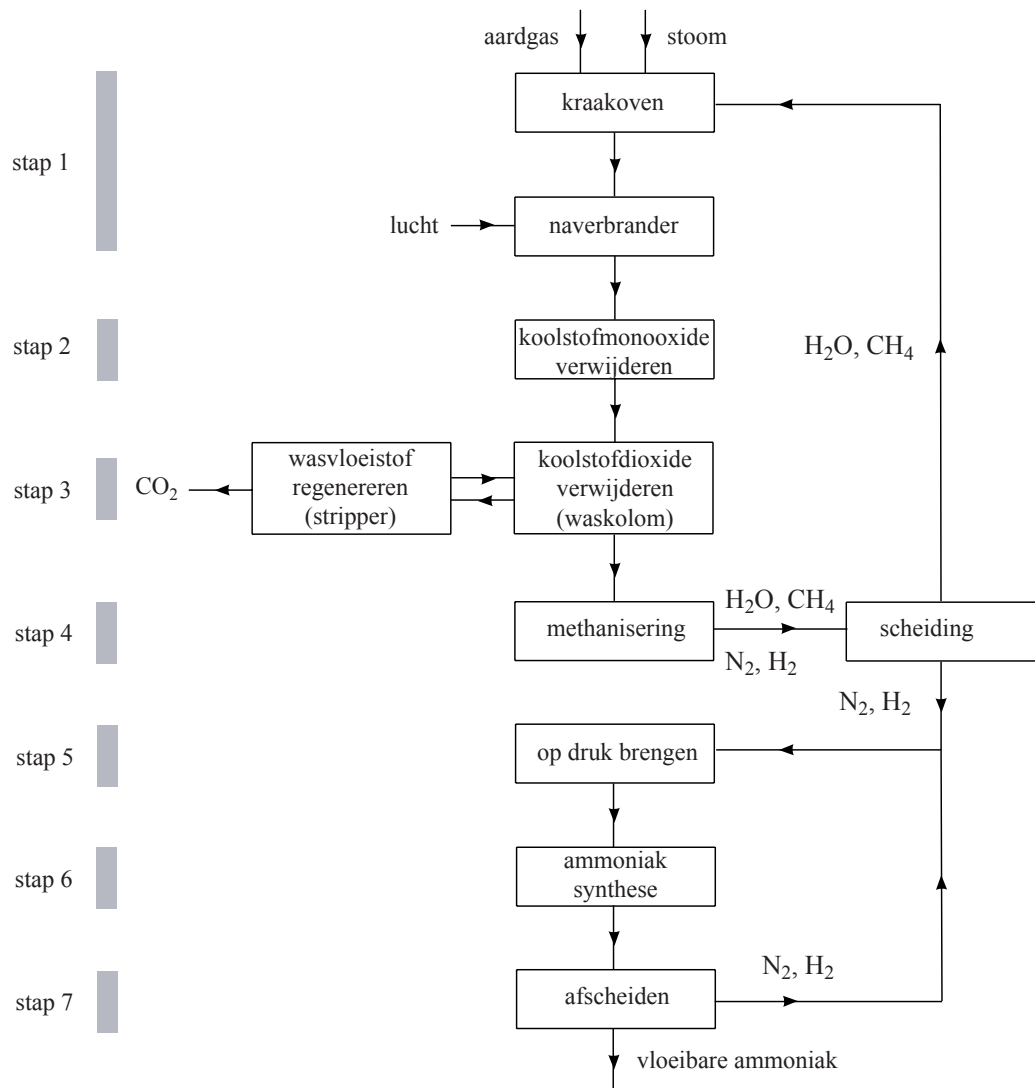 aardgas
stoom
kraakoven
stap 1
lucht
naverbrander
stap 2
koolstofmonooxide
verwijderen
H₂O, CH₄
stap 3
CO₂
wasvloeistof
regenereren
(stripper)
koolstofdioxide
verwijderen
(waskolom)
stap 4
methanisering
H₂O, CH₄
N₂, H₂
scheiding
N₂, H₂
stap 5
op druk brengen
stap 6
ammoniak
synthese
stap 7
afscheiden
N₂, H₂
vloeibare ammoniak